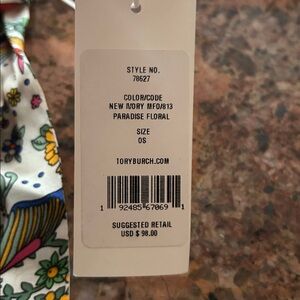 STYLE NO.
78627
COLOR/CODE
NEW IVORY MFO/813
PARADISE FLORAL
SIZE
OS
TORYBURCH.COM
1 92485 67069 1
SUGGESTED RETAIL
USD $ 98.00